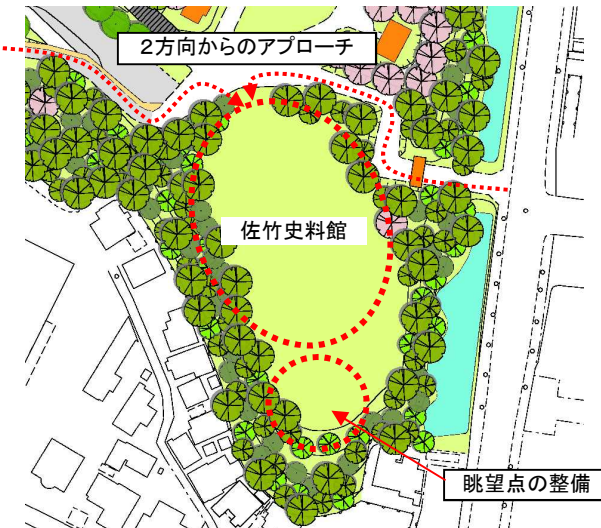 ２方向からのアプローチ
佐竹史料館
眺望点の整備